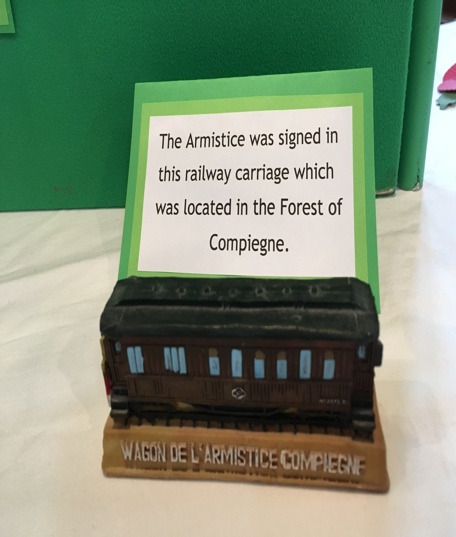 The Armistice was signed in
this railway carriage which
was located in the Forest of
Compiegne.
WAGON DE L'ARMISTICE COMPIEGNE